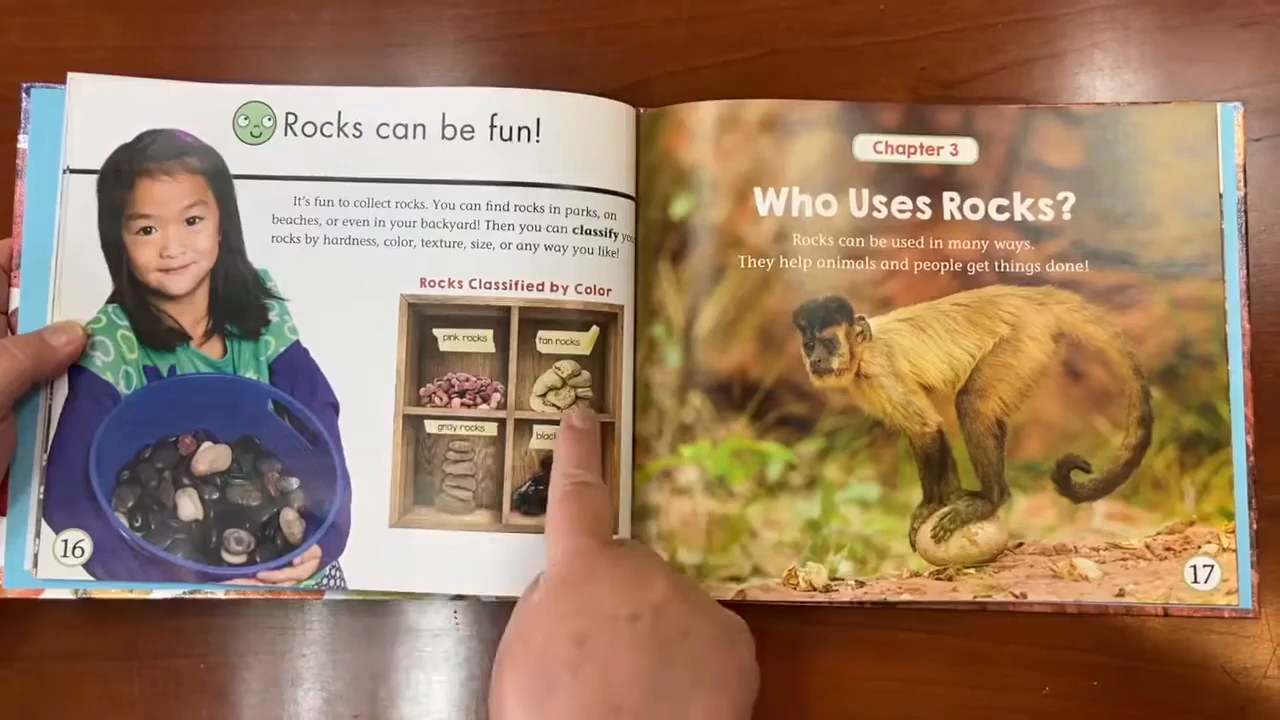 Rocks can be fun!
It's fun to collect rocks. You can find rocks in parks, on
beaches, or even in your backyard! Then you can classify
rocks by hardness, color, texture, size, or any way you like!
Rocks Classified by Color
pink rocks
tan rocks
gray rocks
16
Chapter 3
Who Uses Rocks?
Rocks can be used in many ways.
They help animals and people get things done!
17